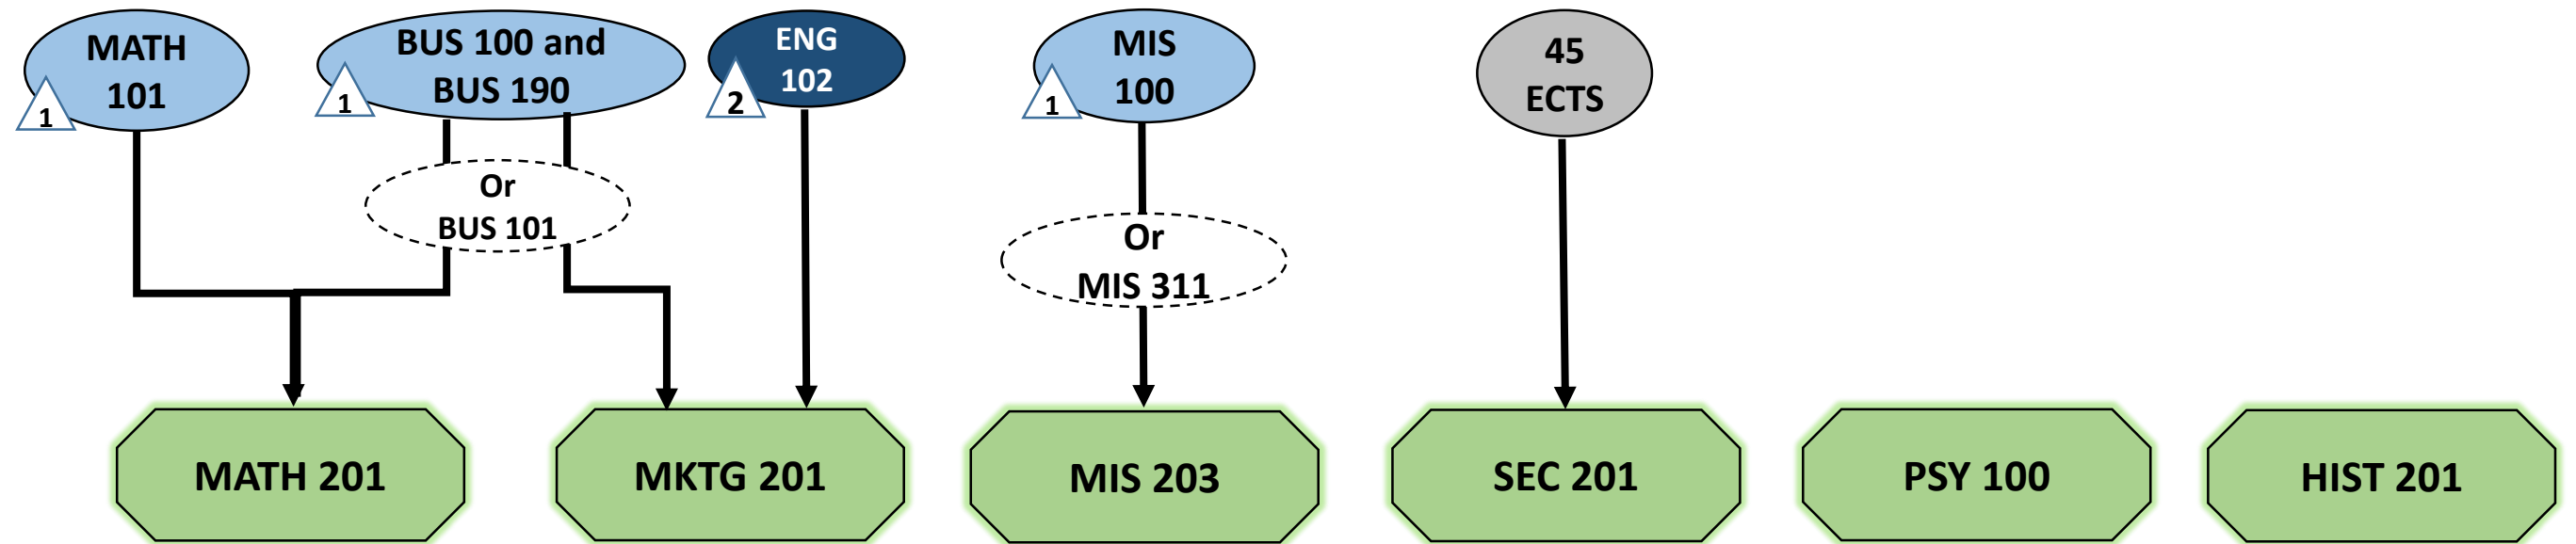 MATH
101
1
BUS 100 and
BUS 190
1
ENG
102
2
MIS
100
1
45
ECTS
Or
BUS 101
Or
MIS 311
MATH 201
MKTG 201
MIS 203
SEC 201
PSY 100
HIST 201